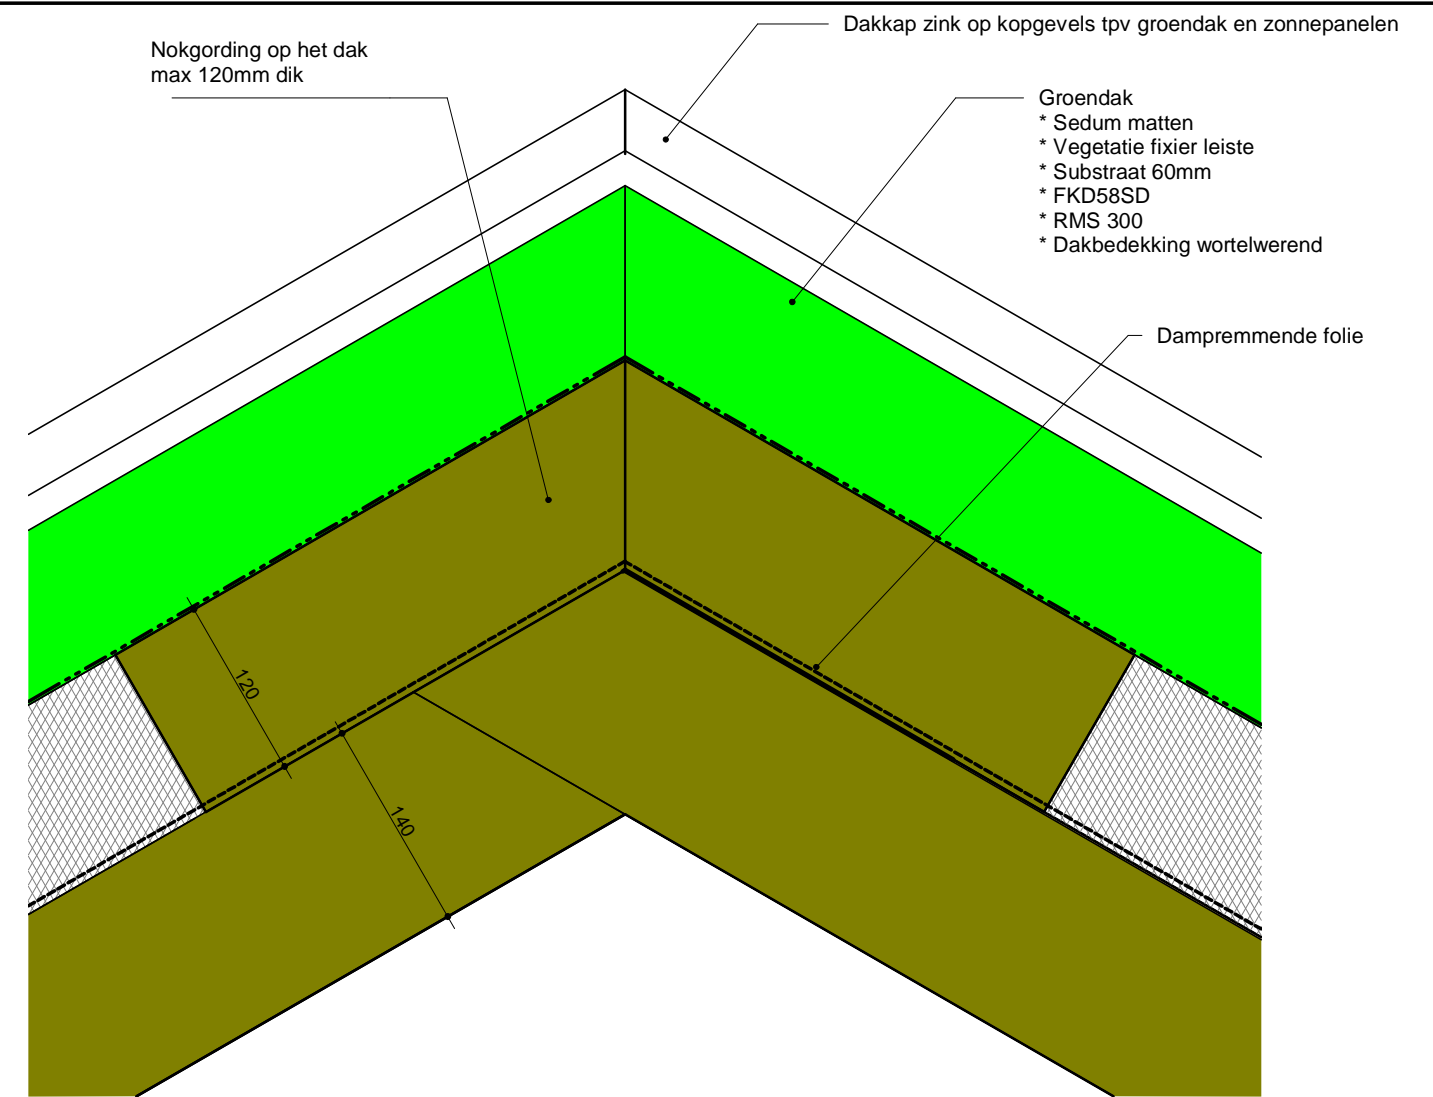 Dakkap zink op kopgevels tpv groendak en zonnepanelen
Nokgording op het dak
max 120mm dik
Groendak
* Sedum matten
* Vegetatie fixier leiste
* Substraat 60mm
* FKD58SD
* RMS 300
* Dakbedekking wortelwerend
Dampremmende folie
120
140